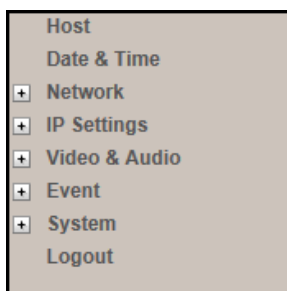 Host
Date & Time
Network
IP Settings
Video & Audio
Event
System
Logout